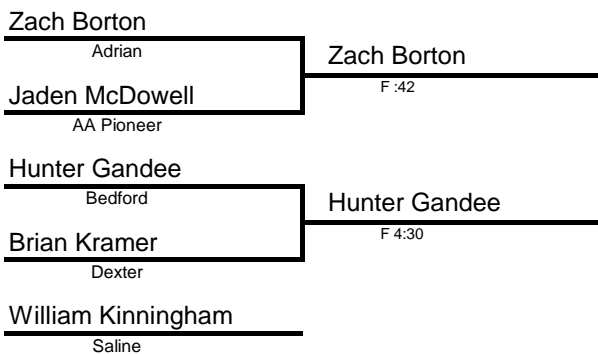 Zach Borton
Adrian
Zach Borton
F :42
Jaden McDowell
AA Pioneer
Hunter Gandee
Bedford
Hunter Gandee
F 4:30
Brian Kramer
Dexter
William Kinningham
Saline